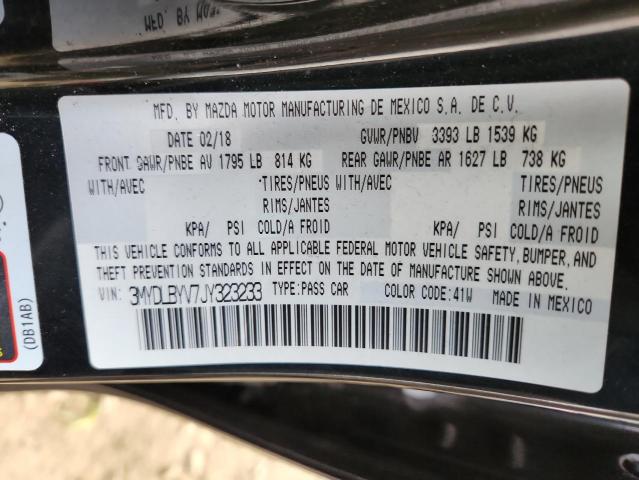 MFD. BY MAZDA MOTOR MANUFACTURING DE MEXICO S.A. DE C.V.
DATE 02/18 GVWR/PNBV 3393 LB 1539 KG
FRONT GAWR/PNBE AV 1795 LB 814 KG REAR GAWR/PNBE AR 1627 LB 738 KG
WITH/AVEC TIRES/PNEUS WITH/AVEC TIRES/PNEUS
RIMS/JANTES RIMS/JANTES
KPA/ PSI COLD/A FROID KPA/ PSI COLD/A FROID
THIS VEHICLE CONFORMS TO ALL APPLICABLE FEDERAL MOTOR VEHICLE SAFETY, BUMPER, AND
THEFT PREVENTION STANDARDS IN EFFECT ON THE DATE OF MANUFACTURE SHOWN ABOVE.
VIN: 3MYDLBYV7JY323233 TYPE:PASS CAR COLOR CODE:41W MADE IN MEXICO
(DB1AB)